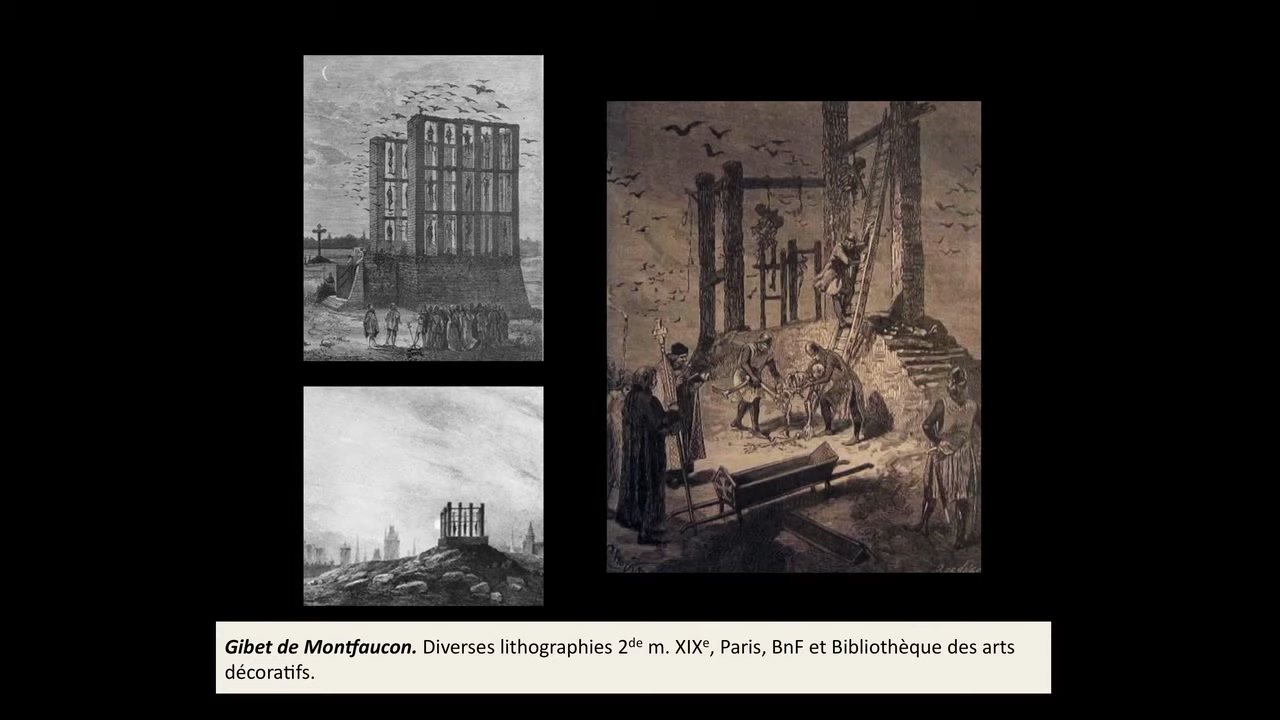 Gibet de Montfaucon. Diverses lithographies 2de m. XIXe, Paris, BnF et Bibliothèque des arts
décoratifs.